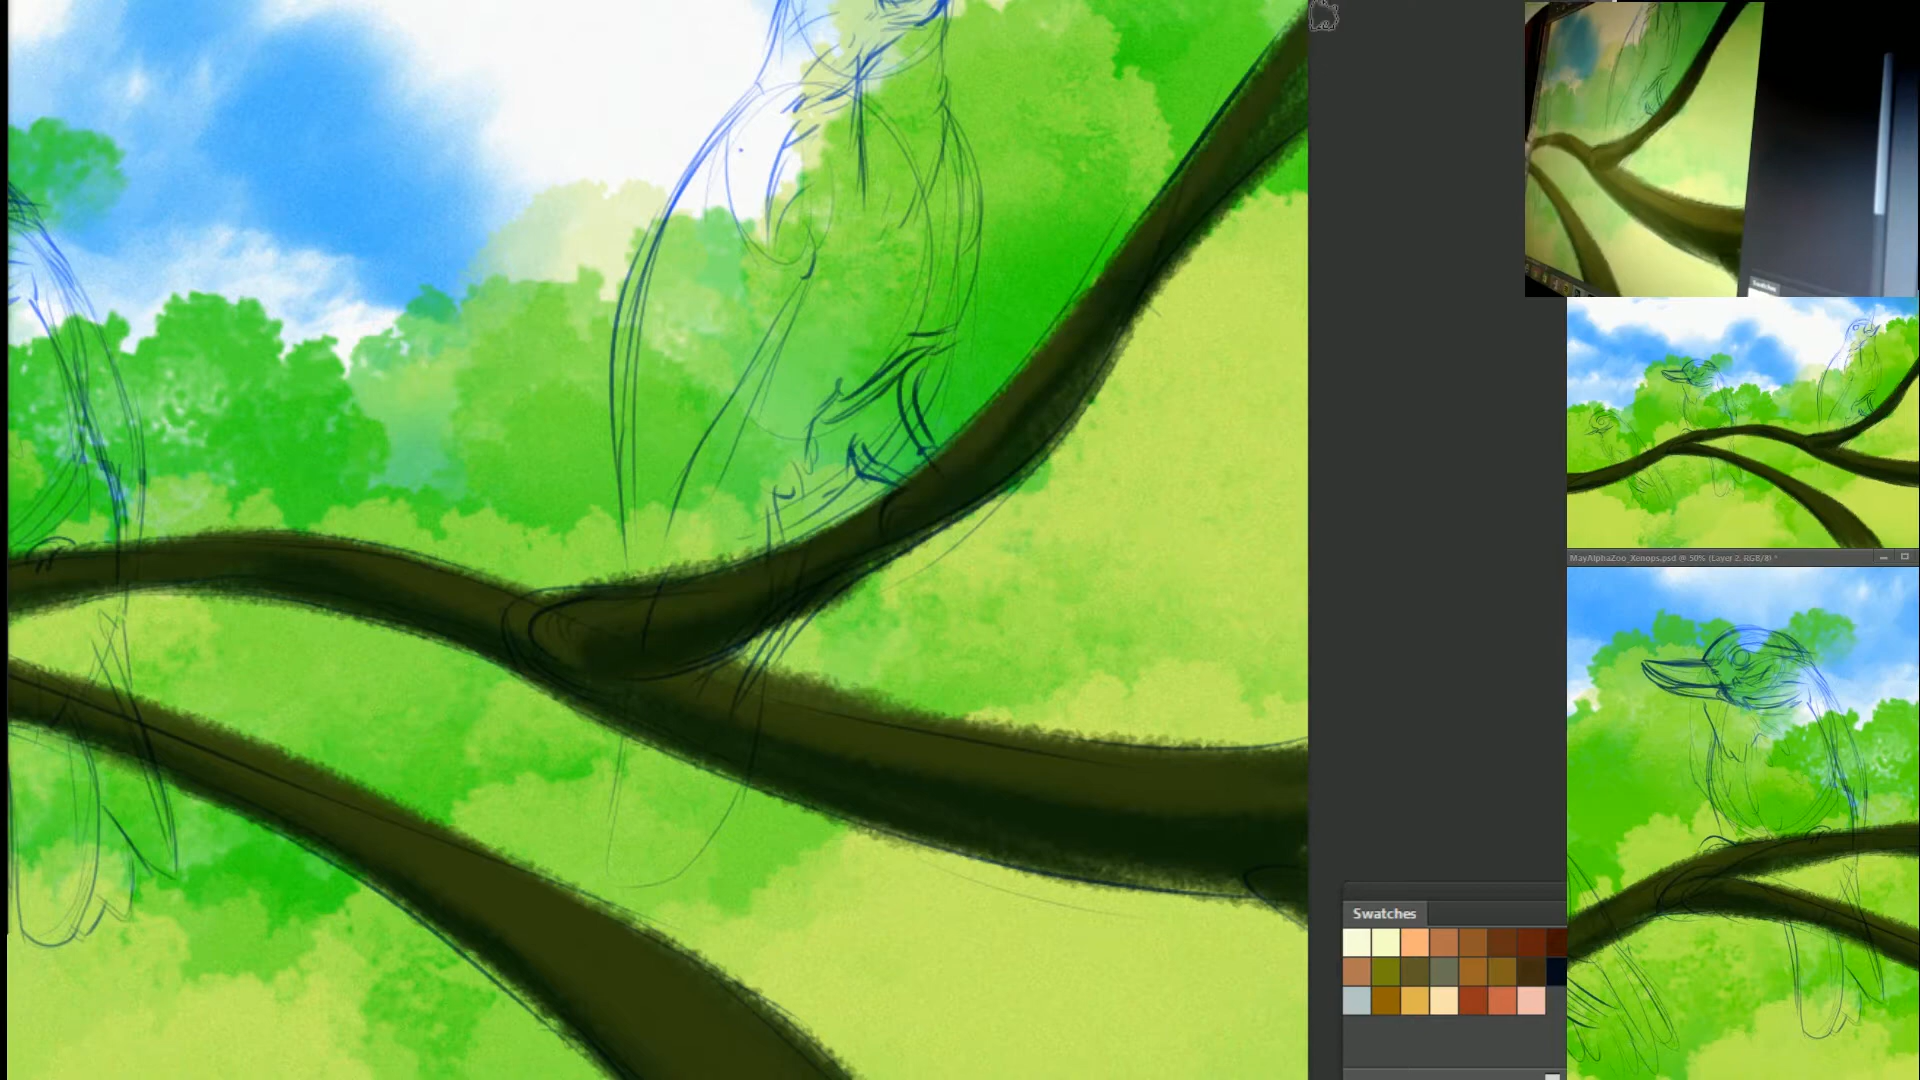 MayAlphaZoo_Xenops.psd @ 50% (Layer 2, RGB/8) *
Swatches